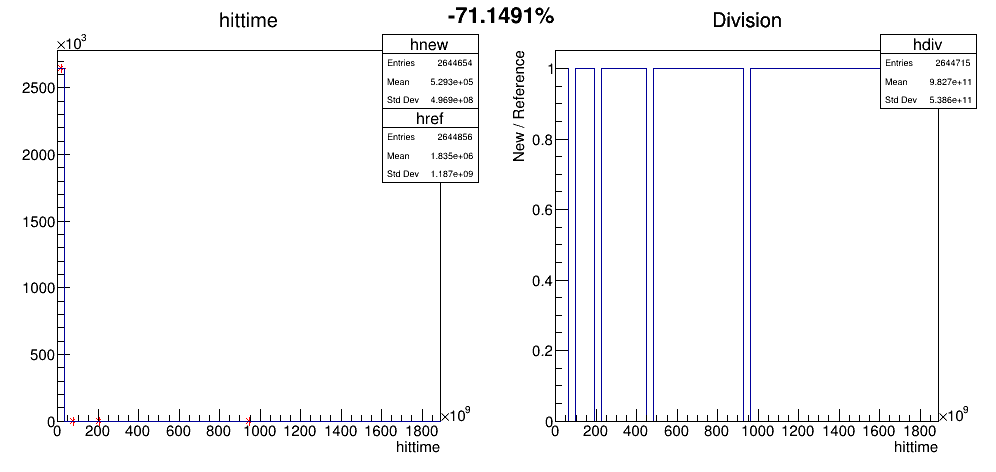 -71.1491%
hittime
×10³
hnew
Entries 2644654
Mean 5.293e+05
Std Dev 4.969e+08
href
Entries 2644856
Mean 1.835e+06
Std Dev 1.187e+09
2500
2000
1500
1000
500
0
0 200 400 600 800 1000 1200 1400 1600 1800
×10⁹
hittime
Division
hdiv
Entries 2644715
Mean 9.827e+11
Std Dev 5.386e+11
New / Reference
1
0.8
0.6
0.4
0.2
0
0 200 400 600 800 1000 1200 1400 1600 1800
×10⁹
hittime